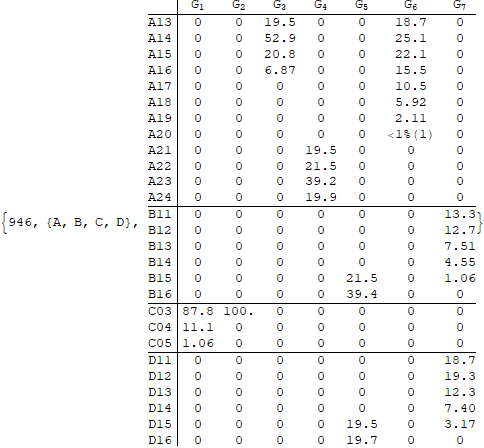 G1 G2 G3 G4 G5 G6 G7
A13 0 0 19.5 0 0 18.7 0
A14 0 0 52.9 0 0 25.1 0
A15 0 0 20.8 0 0 22.1 0
A16 0 0 6.87 0 0 15.5 0
A17 0 0 0 0 0 10.5 0
A18 0 0 0 0 0 5.92 0
A19 0 0 0 0 0 2.11 0
A20 0 0 0 0 0 <1%(1) 0
A21 0 0 0 19.5 0 0 0
A22 0 0 0 21.5 0 0 0
A23 0 0 0 39.2 0 0 0
A24 0 0 0 19.9 0 0 0
B11 0 0 0 0 0 0 13.3
{946, {A, B, C, D}, B12 0 0 0 0 0 0 12.7}
B13 0 0 0 0 0 0 7.51
B14 0 0 0 0 0 0 4.55
B15 0 0 0 0 21.5 0 1.06
B16 0 0 0 0 39.4 0 0
C03 87.8 100. 0 0 0 0 0
C04 11.1 0 0 0 0 0 0
C05 1.06 0 0 0 0 0 0
D11 0 0 0 0 0 0 18.7
D12 0 0 0 0 0 0 19.3
D13 0 0 0 0 0 0 12.3
D14 0 0 0 0 0 0 7.40
D15 0 0 0 0 19.5 0 3.17
D16 0 0 0 0 19.7 0 0